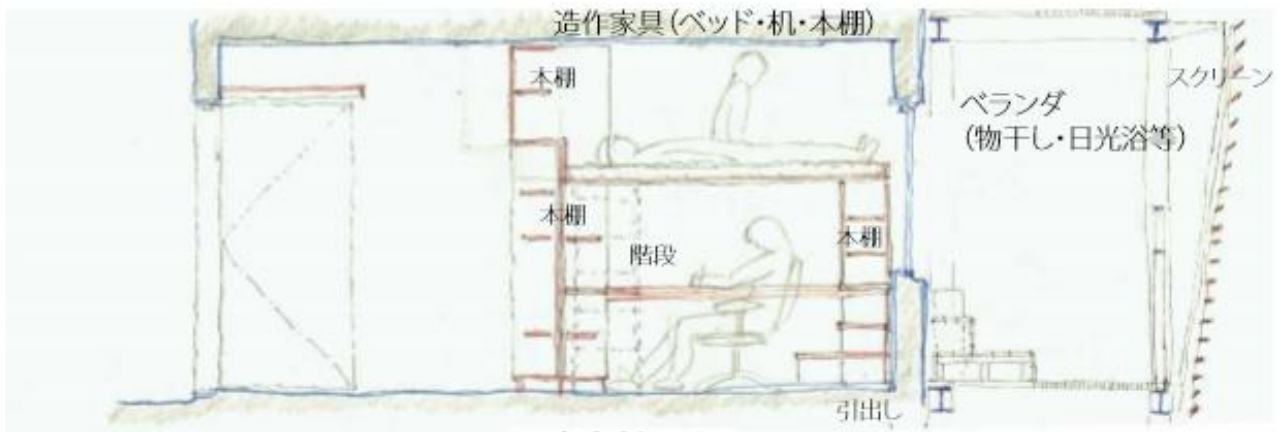 造作家具(ベッド・机・本棚)
本棚
スクリーン
ベランダ
(物干し・日光浴等)
本棚
本棚
階段
引出し